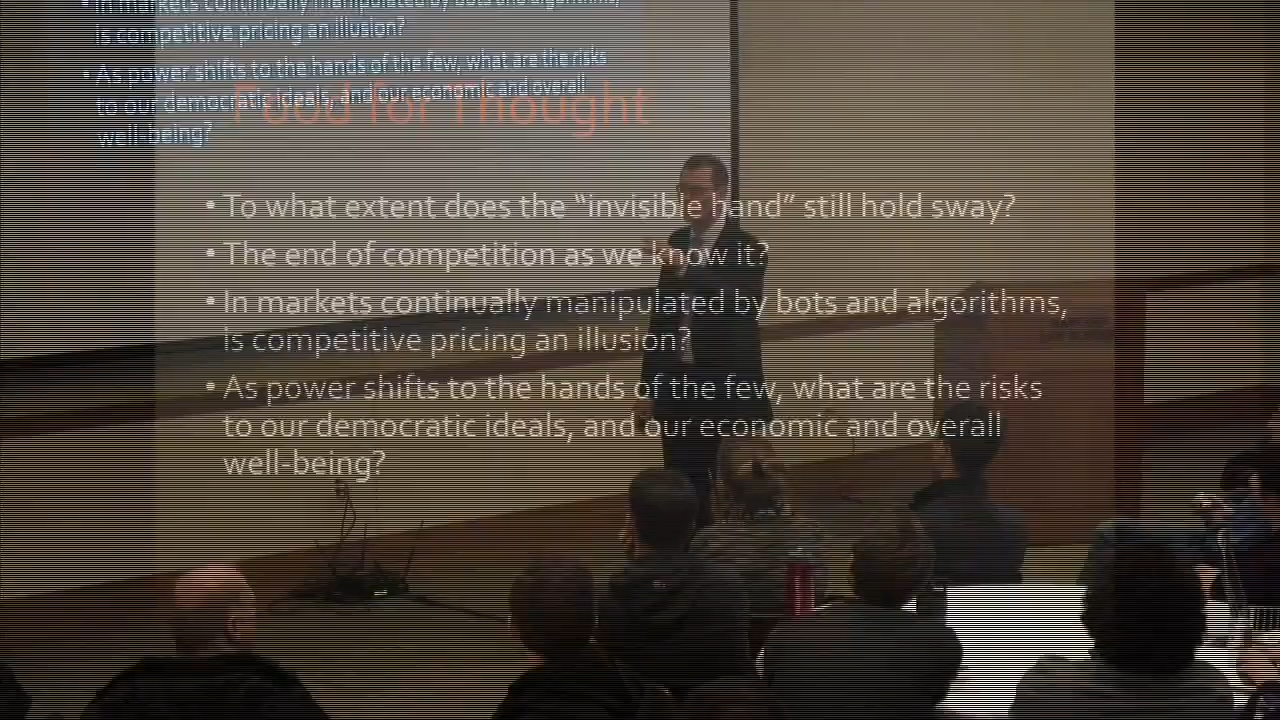 In markets continually manipulated by bots and algorithms,
is competitive pricing an illusion?
• As power shifts to the hands of the few, what are the risks
to our democratic ideals, and our economic and overall
well-being?
Food for Thought
• To what extent does the “invisible hand” still hold sway?
• The end of competition as we know it?
• In markets continually manipulated by bots and algorithms,
is competitive pricing an illusion?
• As power shifts to the hands of the few, what are the risks
to our democratic ideals, and our economic and overall
well-being?